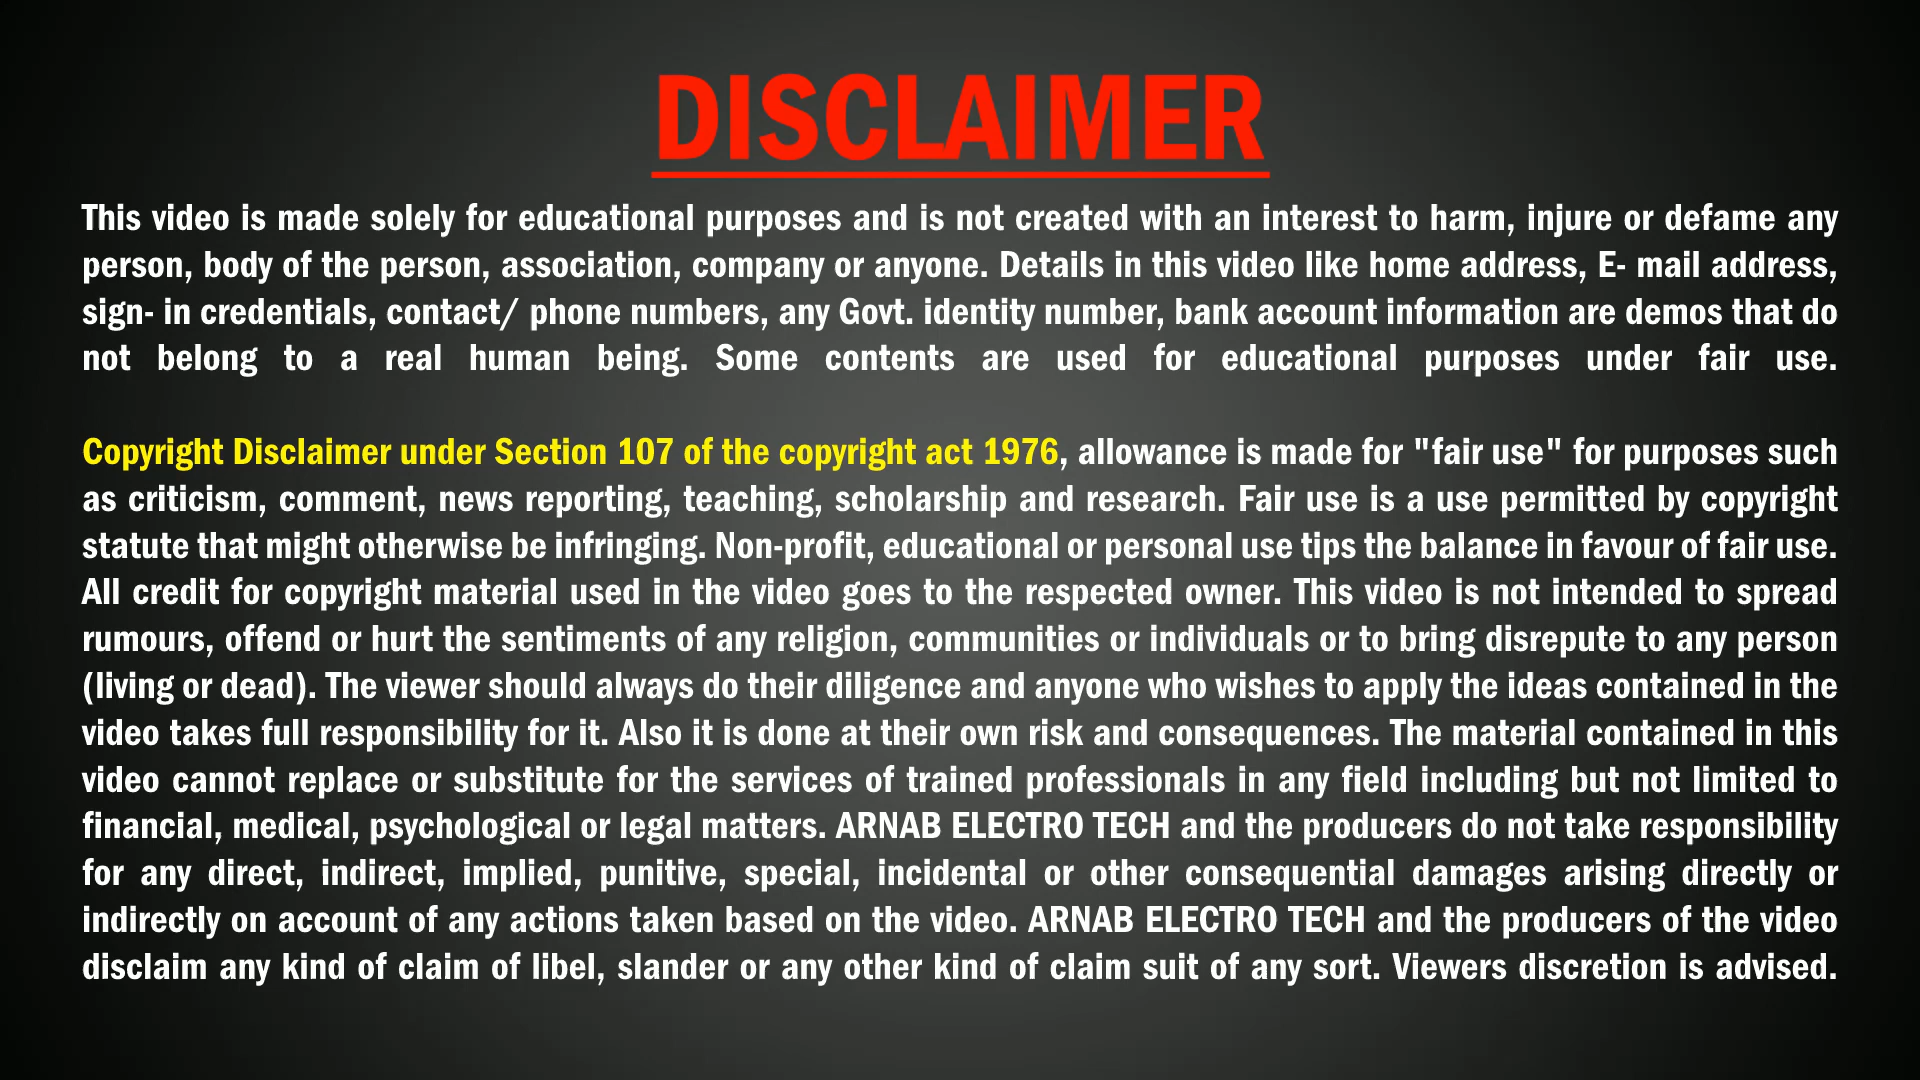 DISCLAIMER
This video is made solely for educational purposes and is not created with an interest to harm, injure or defame any
person, body of the person, association, company or anyone. Details in this video like home address, E- mail address,
sign- in credentials, contact/ phone numbers, any Govt. identity number, bank account information are demos that do
not belong to a real human being. Some contents are used for educational purposes under fair use.
Copyright Disclaimer under Section 107 of the copyright act 1976, allowance is made for "fair use" for purposes such
as criticism, comment, news reporting, teaching, scholarship and research. Fair use is a use permitted by copyright
statute that might otherwise be infringing. Non-profit, educational or personal use tips the balance in favour of fair use.
All credit for copyright material used in the video goes to the respected owner. This video is not intended to spread
rumours, offend or hurt the sentiments of any religion, communities or individuals or to bring disrepute to any person
(living or dead). The viewer should always do their diligence and anyone who wishes to apply the ideas contained in the
video takes full responsibility for it. Also it is done at their own risk and consequences. The material contained in this
video cannot replace or substitute for the services of trained professionals in any field including but not limited to
financial, medical, psychological or legal matters. ARNAB ELECTRO TECH and the producers do not take responsibility
for any direct, indirect, implied, punitive, special, incidental or other consequential damages arising directly or
indirectly on account of any actions taken based on the video. ARNAB ELECTRO TECH and the producers of the video
disclaim any kind of claim of libel, slander or any other kind of claim suit of any sort. Viewers discretion is advised.